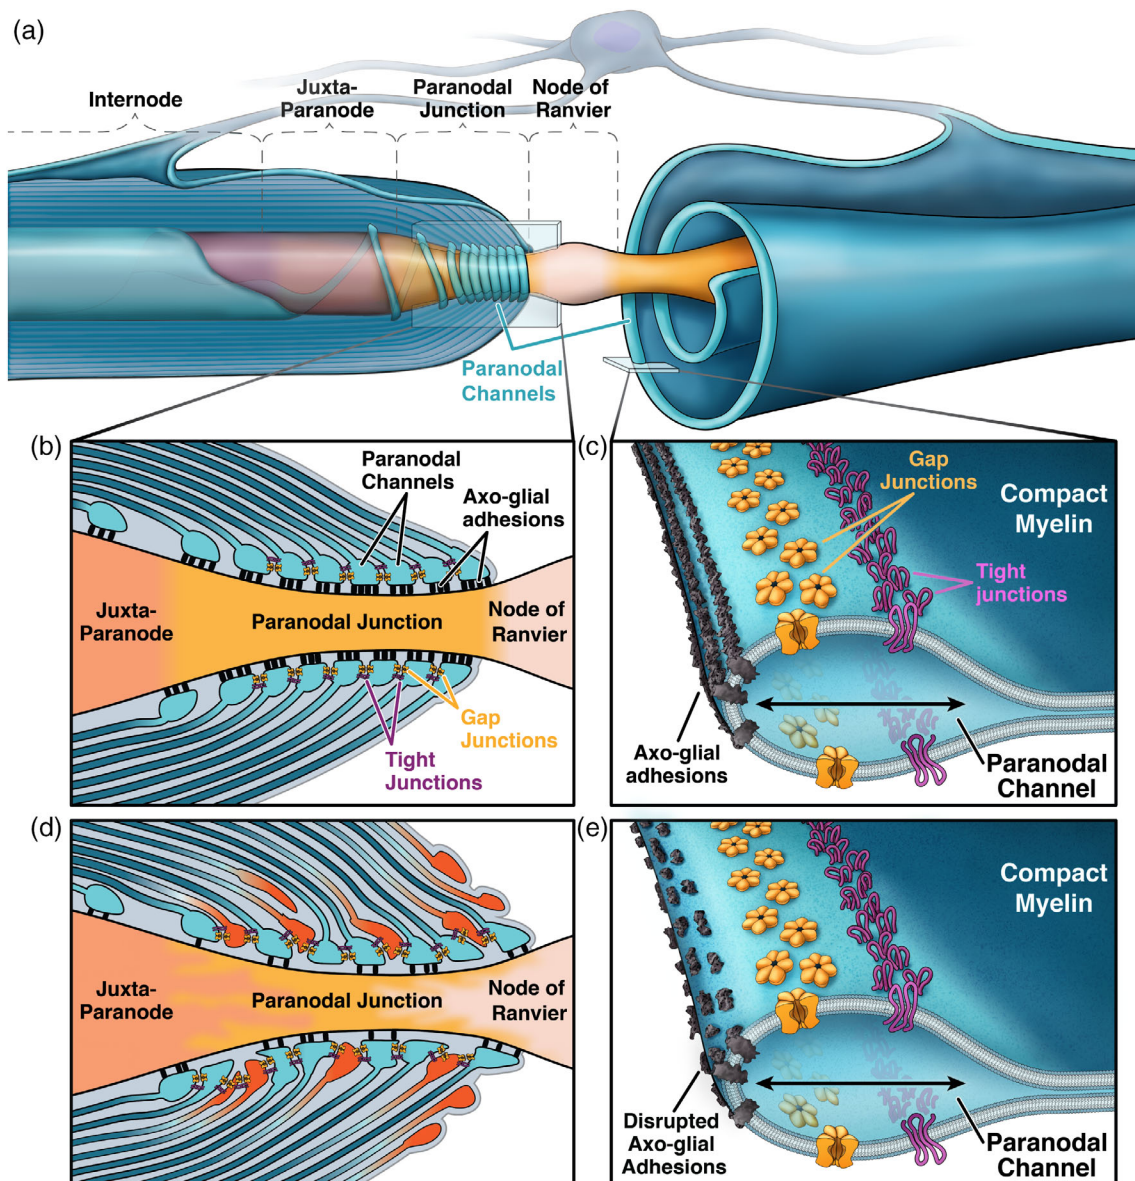 (a)
Internode
Juxta-
Paranode
Paranodal
Junction
Node of
Ranvier
Paranodal
Channels
(b)
Paranodal
Channels
Axo-glial
adhesions
Juxta-
Paranode
Paranodal Junction
Node of
Ranvier
Gap
Junctions
Tight
Junctions
(c)
Gap
Junctions
Compact
Myelin
Tight
junctions
Axo-glial
adhesions
Paranodal
Channel
(d)
Juxta-
Paranode
Paranodal Junction
Node of
Ranvier
(e)
Compact
Myelin
Disrupted
Axo-glial
Adhesions
Paranodal
Channel